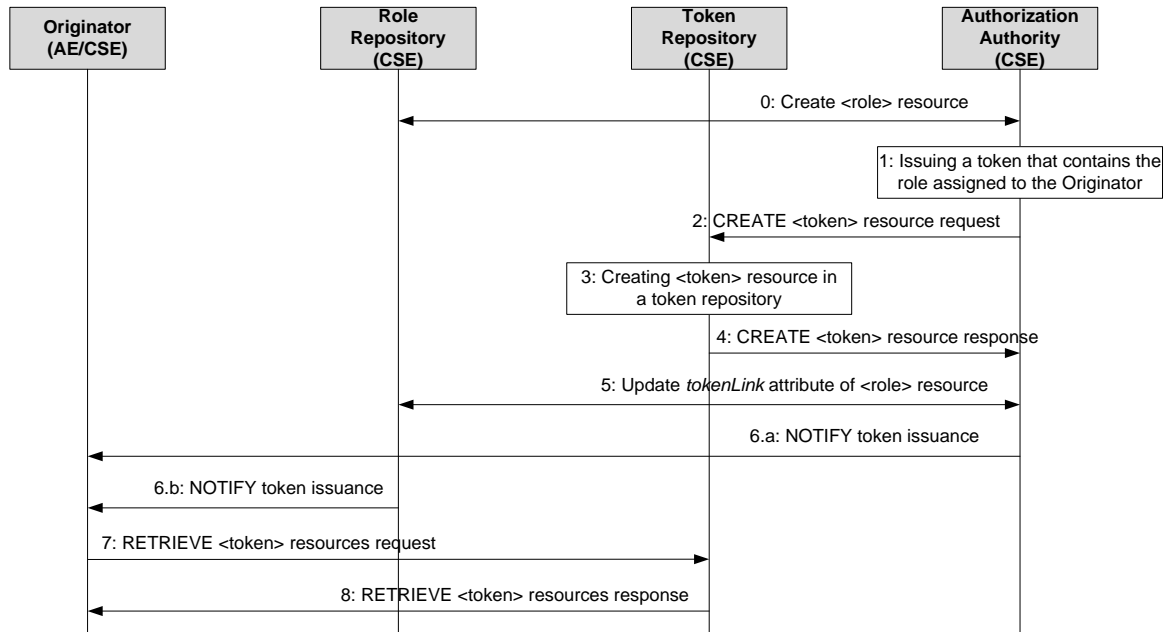 Originator
(AE/CSE)
Role
Repository
(CSE)
Token
Repository
(CSE)
Authorization
Authority
(CSE)
0: Create <role> resource
1: Issuing a token that contains the
role assigned to the Originator
2: CREATE <token> resource request
3: Creating <token> resource in
a token repository
4: CREATE <token> resource response
5: Update tokenLink attribute of <role> resource
6.a: NOTIFY token issuance
6.b: NOTIFY token issuance
7: RETRIEVE <token> resources request
8: RETRIEVE <token> resources response